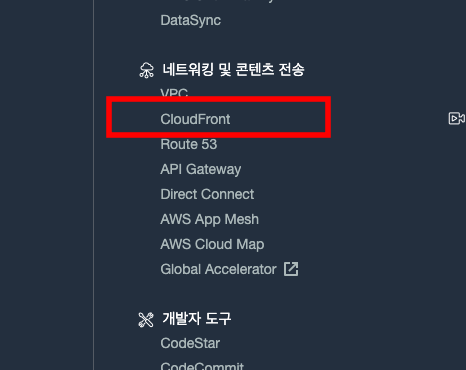 DataSync
네트워킹 및 콘텐츠 전송
VPC
CloudFront
Route 53
API Gateway
Direct Connect
AWS App Mesh
AWS Cloud Map
Global Accelerator
개발자 도구
CodeStar
CodeCommit